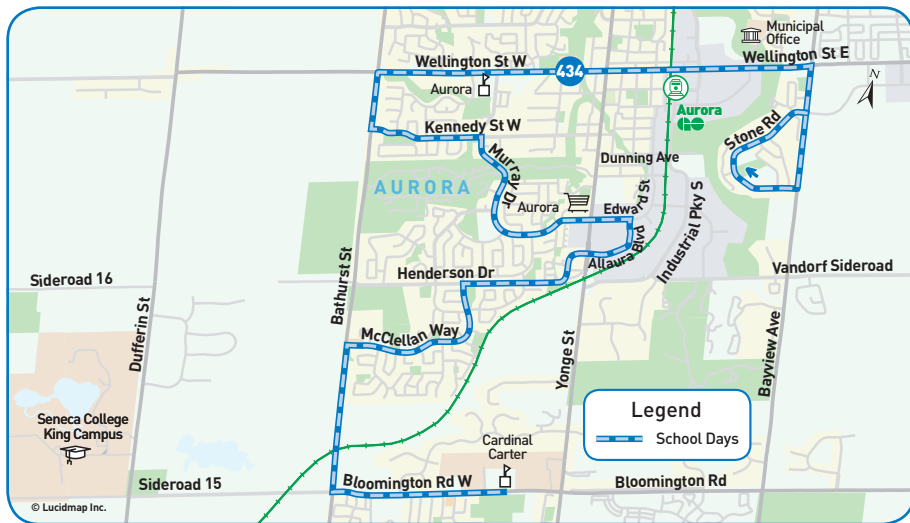 Municipal
Office
Wellington St W
434
Wellington St E
N
Aurora
Aurora
GO
Kennedy St W
Stone Rd
Murray Dr
Dunning Ave
AURORA
Aurora
Edward St
Industrial Pky S
Allaura Blvd
Bathurst St
Henderson Dr
Vandorf Sideroad
Sideroad 16
Dufferin St
McClellan Way
Yonge St
Bayview Ave
Legend
School Days
Seneca College
King Campus
Cardinal
Carter
Sideroad 15
Bloomington Rd W
Bloomington Rd
© Lucidmap Inc.